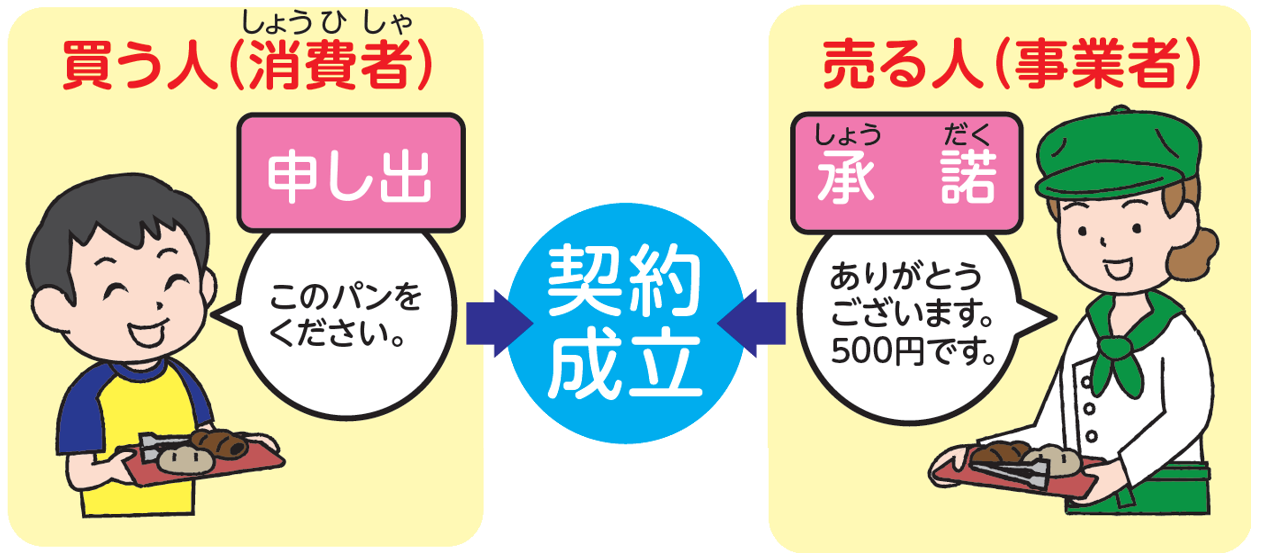 しょうひしゃ
買う人（消費者）
申し出
このパンを
ください。
契約
成立
売る人（事業者）
しょう だく
承 諾
ありがとう
ございます。
500円です。